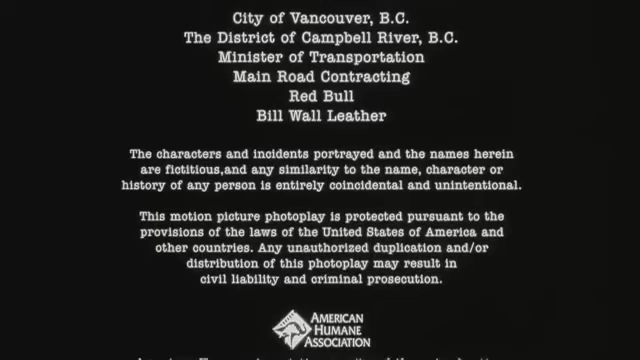 City of Vancouver, B.C.
The District of Campbell River, B.C.
Minister of Transportation
Main Road Contracting
Red Bull
Bill Wall Leather
The characters and incidents portrayed and the names herein
are fictitious,and any similarity to the name, character or
history of any person is entirely coincidental and unintentional.
This motion picture photoplay is protected pursuant to the
provisions of the laws of the United States of America and
other countries. Any unauthorized duplication and/or
distribution of this photoplay may result in
civil liability and criminal prosecution.
AMERICAN
HUMANE
ASSOCIATION